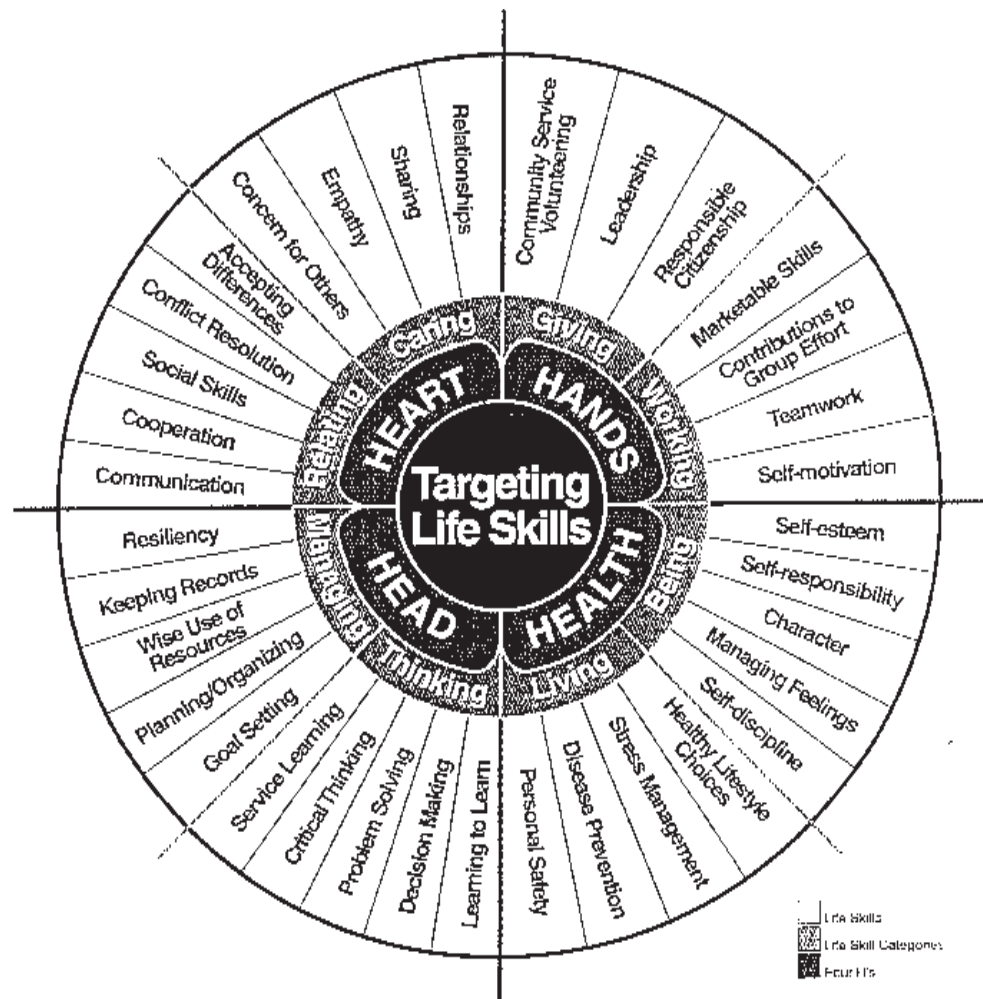 Targeting
Life Skills
HEART
HANDS
HEALTH
HEAD
Caring
Giving
Working
Being
Living
Thinking
Managing
Relating
Relationships
Sharing
Empathy
Concern for Others
Accepting
Differences
Conflict Resolution
Social Skills
Cooperation
Communication
Community Service
Volunteering
Leadership
Responsible
Citizenship
Marketable Skills
Contributions to
Group Effort
Teamwork
Self-motivation
Self-esteem
Self-responsibility
Character
Managing Feelings
Self-discipline
Healthy Lifestyle
Choices
Stress Management
Disease Prevention
Personal Safety
Learning to Learn
Decision Making
Problem Solving
Critical Thinking
Service Learning
Goal Setting
Planning/Organizing
Wise Use of
Resources
Keeping Records
Resiliency
Life Skills
Life Skill Categories
Four H's